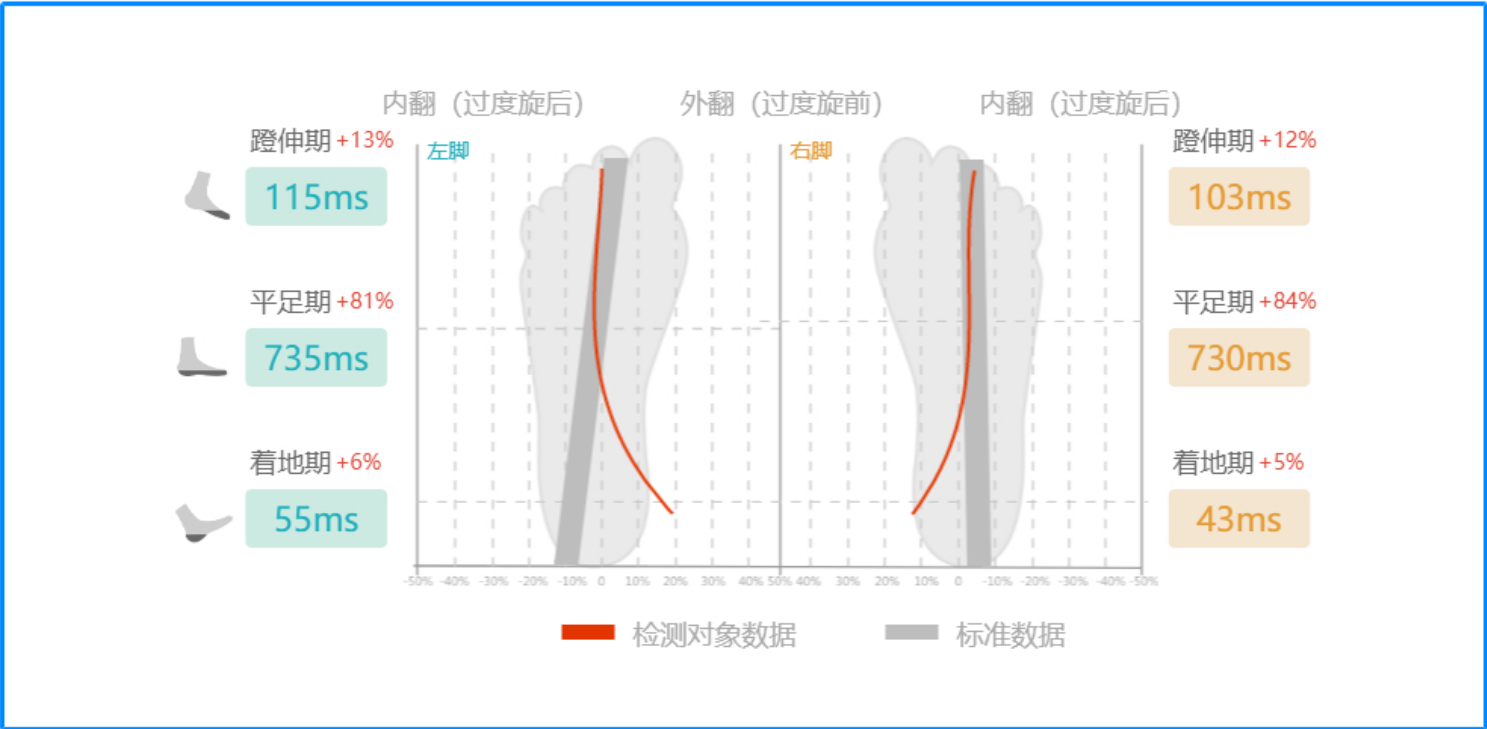 内翻（过度旋后） 外翻（过度旋前） 内翻（过度旋后）
蹬伸期 +13%
115ms
平足期 +81%
735ms
着地期 +6%
55ms
左脚
右脚
蹬伸期 +12%
103ms
平足期 +84%
730ms
着地期 +5%
43ms
-50% -40% -30% -20% -10% 0 10% 20% 30% 40% 50% 40% 30% 20% 10% 0 -10% -20% -30% -40% -50%
检测对象数据 标准数据